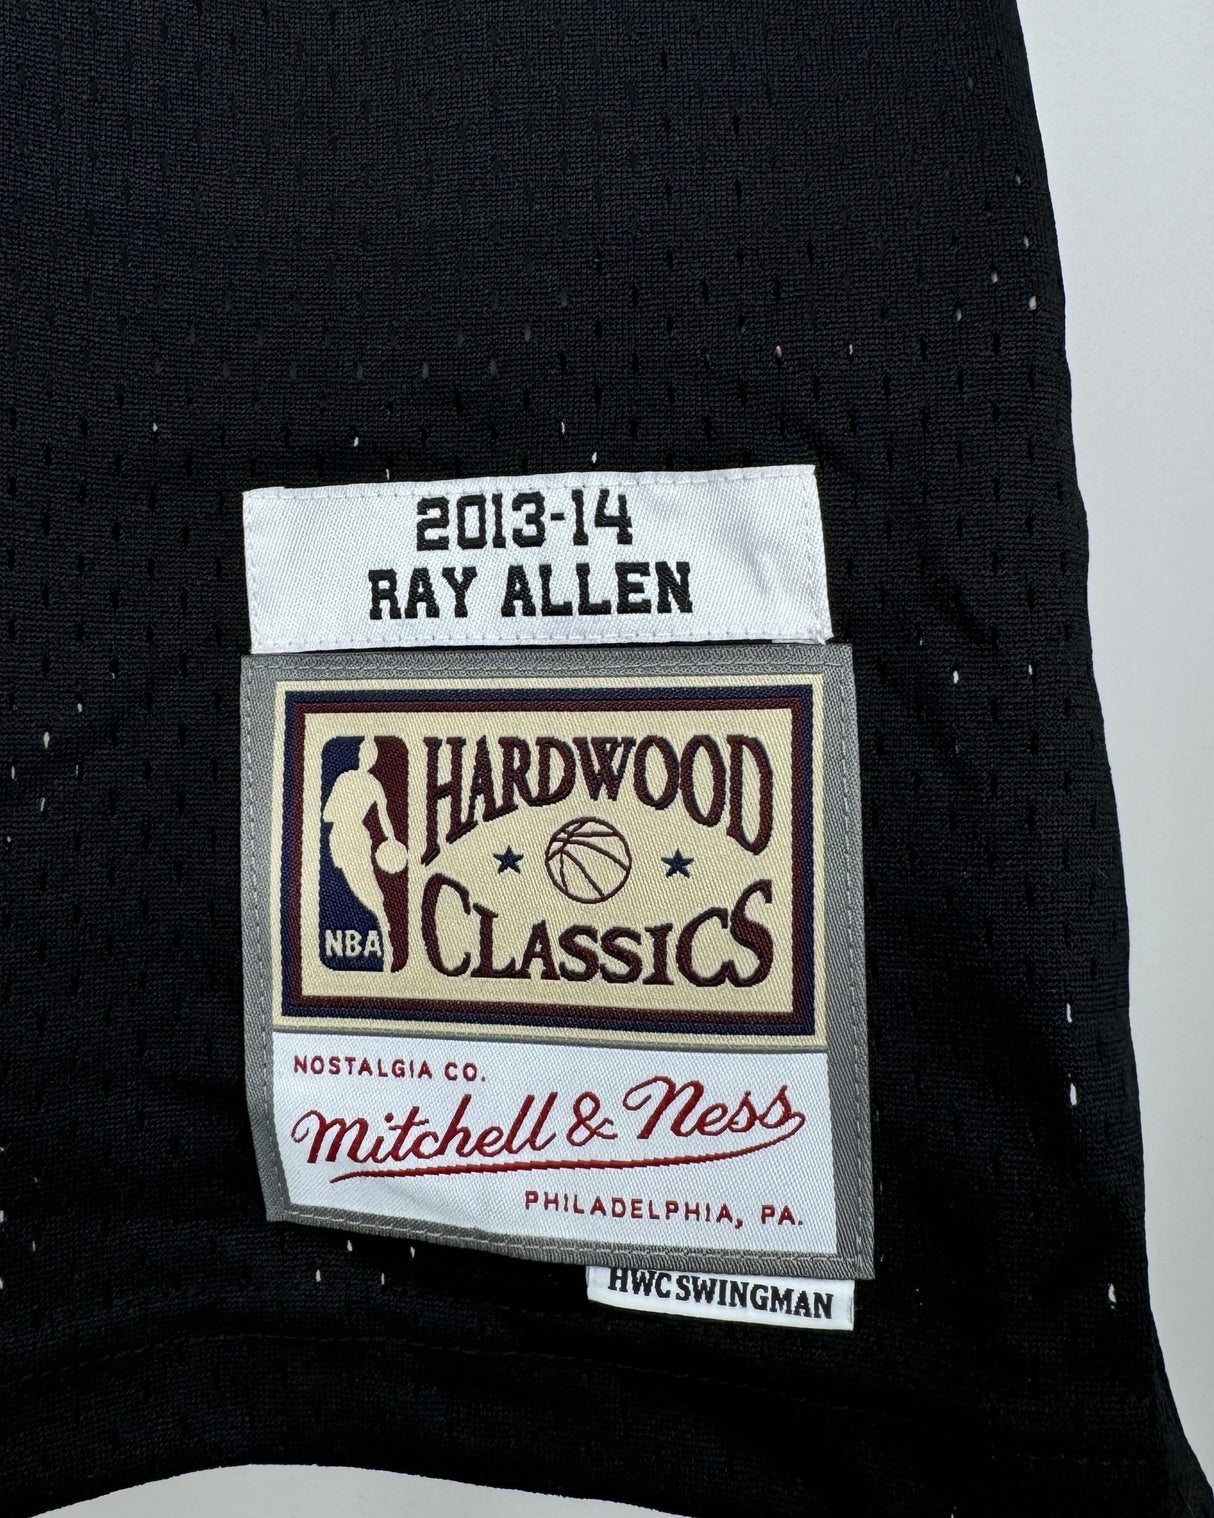 2013-14
RAY ALLEN
HARDWOOD
CLASSICS
NBA
NOSTALGIA CO.
Mitchell & Ness
PHILADELPHIA, PA.
HWC SWINGMAN